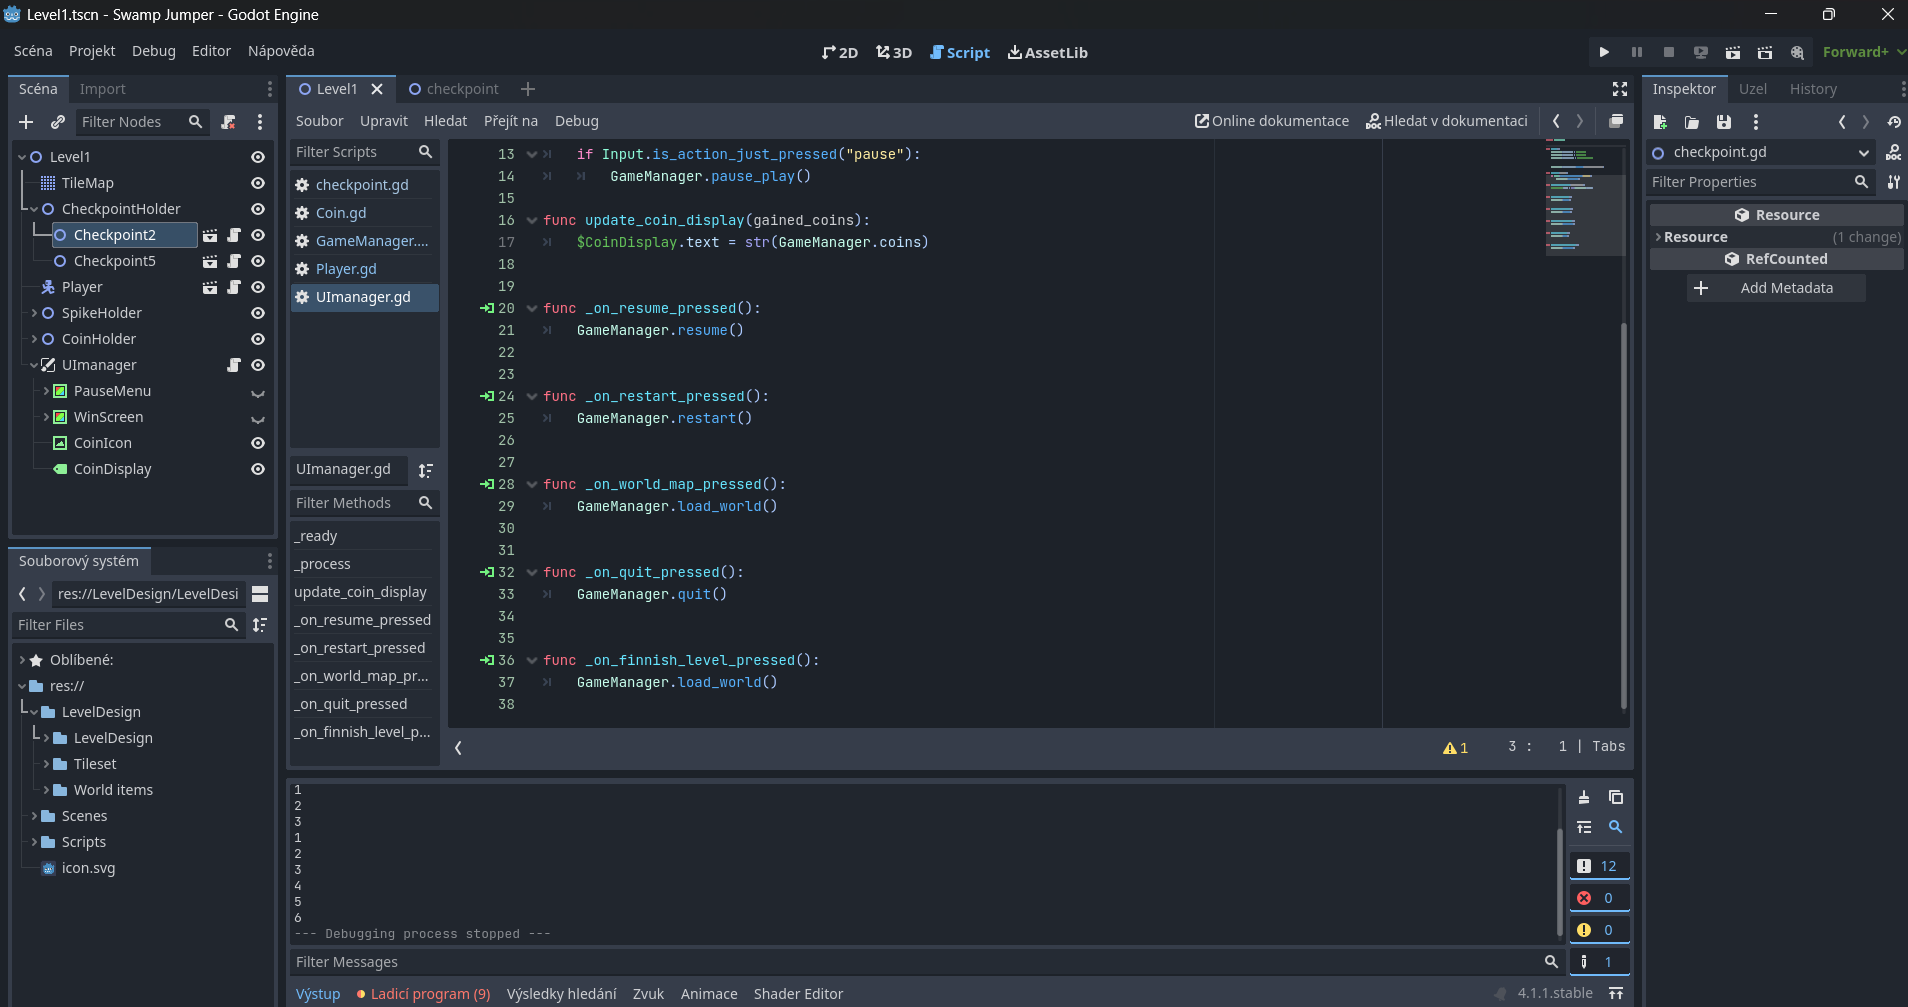 Level1.tscn - Swamp Jumper - Godot Engine
Scéna Projekt Debug Editor Nápověda
2D 3D Script AssetLib
Forward+
Scéna Import
Filter Nodes
Level1
TileMap
CheckpointHolder
Checkpoint2
Checkpoint5
Player
SpikeHolder
CoinHolder
UImanager
PauseMenu
WinScreen
CoinIcon
CoinDisplay
Souborový systém
res://LevelDesign/LevelDesi
Filter Files
Oblíbené:
res://
LevelDesign
LevelDesign
Tileset
World items
Scenes
Scripts
icon.svg
Level1 checkpoint
Soubor Upravit Hledat Přejít na Debug
Online dokumentace Hledat v dokumentaci
Filter Scripts
checkpoint.gd
Coin.gd
GameManager....
Player.gd
UImanager.gd
UImanager.gd
Filter Methods
_ready
_process
update_coin_display
_on_resume_pressed
_on_restart_pressed
_on_world_map_pr...
_on_quit_pressed
_on_finnish_level_p...
13 if Input.is_action_just_pressed("pause"):
14 GameManager.pause_play()
15
16 func update_coin_display(gained_coins):
17 $CoinDisplay.text = str(GameManager.coins)
18
19
20 func _on_resume_pressed():
21 GameManager.resume()
22
23
24 func _on_restart_pressed():
25 GameManager.restart()
26
27
28 func _on_world_map_pressed():
29 GameManager.load_world()
30
31
32 func _on_quit_pressed():
33 GameManager.quit()
34
35
36 func _on_finnish_level_pressed():
37 GameManager.load_world()
38
1 3 : 1 | Tabs
1
2
3
1
2
3
4
5
6
--- Debugging process stopped ---
Filter Messages
12
0
0
1
Výstup Ladicí program (9) Výsledky hledání Zvuk Animace Shader Editor
4.1.1.stable
Inspektor Uzel History
checkpoint.gd
Filter Properties
Resource
Resource (1 change)
RefCounted
Add Metadata